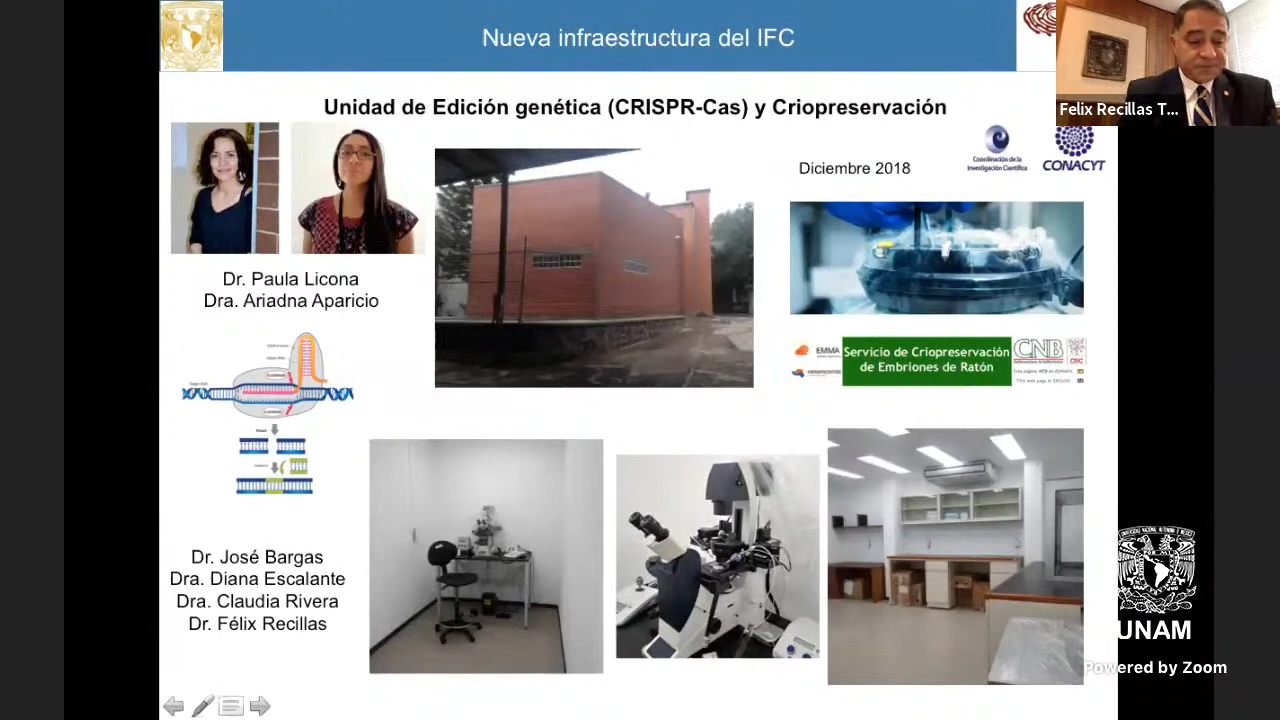 Nueva infraestructura del IFC
Felix Recillas T...
Unidad de Edición genética (CRISPR-Cas) y Criopreservación
Diciembre 2018
Coordinación de la
Investigación Científica
CONACYT
Dr. Paula Licona
Dra. Ariadna Aparicio
EMMA
Servicio de Criopreservación
de Embriones de Ratón
CNB
CSIC
Dr. José Bargas
Dra. Diana Escalante
Dra. Claudia Rivera
Dr. Félix Recillas
UNAM
Powered by Zoom